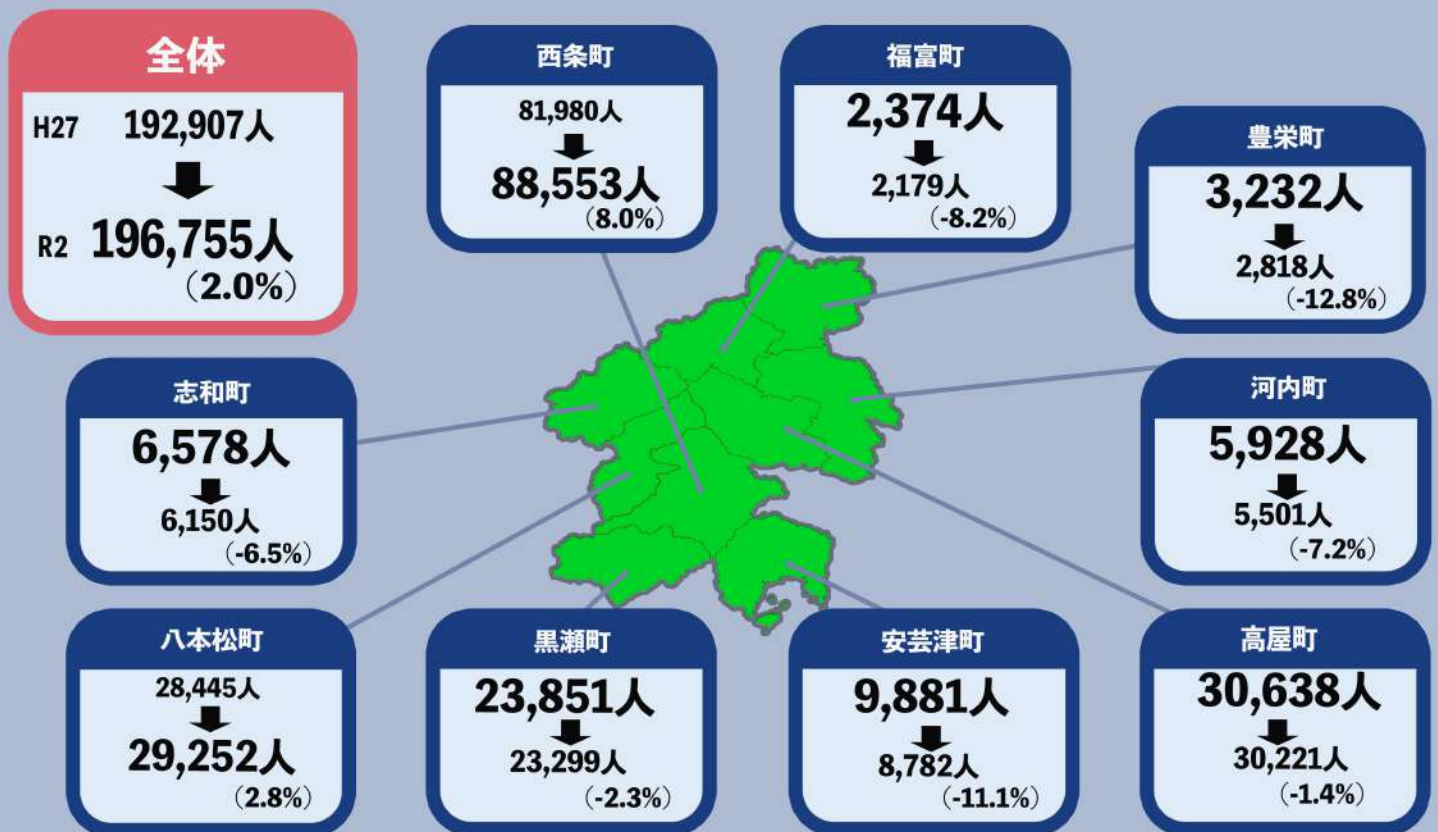 全体
H27 192,907人
R2 196,755人
（2.0%）
西条町
81,980人
88,553人
（8.0%）
福富町
2,374人
2,179人
（-8.2%）
豊栄町
3,232人
2,818人
（-12.8%）
志和町
6,578人
6,150人
（-6.5%）
河内町
5,928人
5,501人
（-7.2%）
八本松町
28,445人
29,252人
（2.8%）
黒瀬町
23,851人
23,299人
（-2.3%）
安芸津町
9,881人
8,782人
（-11.1%）
高屋町
30,638人
30,221人
（-1.4%）